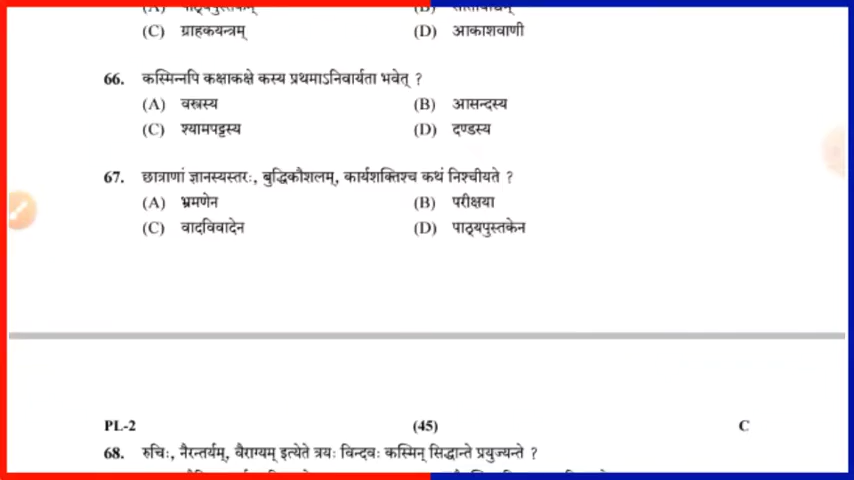 (A) पाठ्यपुस्तकम् (B)
(C) ग्राहकयन्त्रम् (D) आकाशवाणी
66. कस्मिन्नपि कक्षाकक्षे कस्य प्रथमाऽनिवार्यता भवेत् ?
(A) वस्त्रस्य (B) आसन्दस्य
(C) श्यामपट्टस्य (D) दण्डस्य
67. छात्राणां ज्ञानस्यस्तरः, बुद्धिकौशलम्, कार्यशक्तिश्च कथं निश्चीयते ?
(A) भ्रमणेन (B) परीक्षया
(C) वादविवादेन (D) पाठ्यपुस्तकेन
PL-2 (45) C
68. रुचिः, नैरन्तर्यम्, वैराग्यम् इत्येते त्रयः विन्दवः कस्मिन् सिद्धान्ते प्रयुज्यन्ते ?